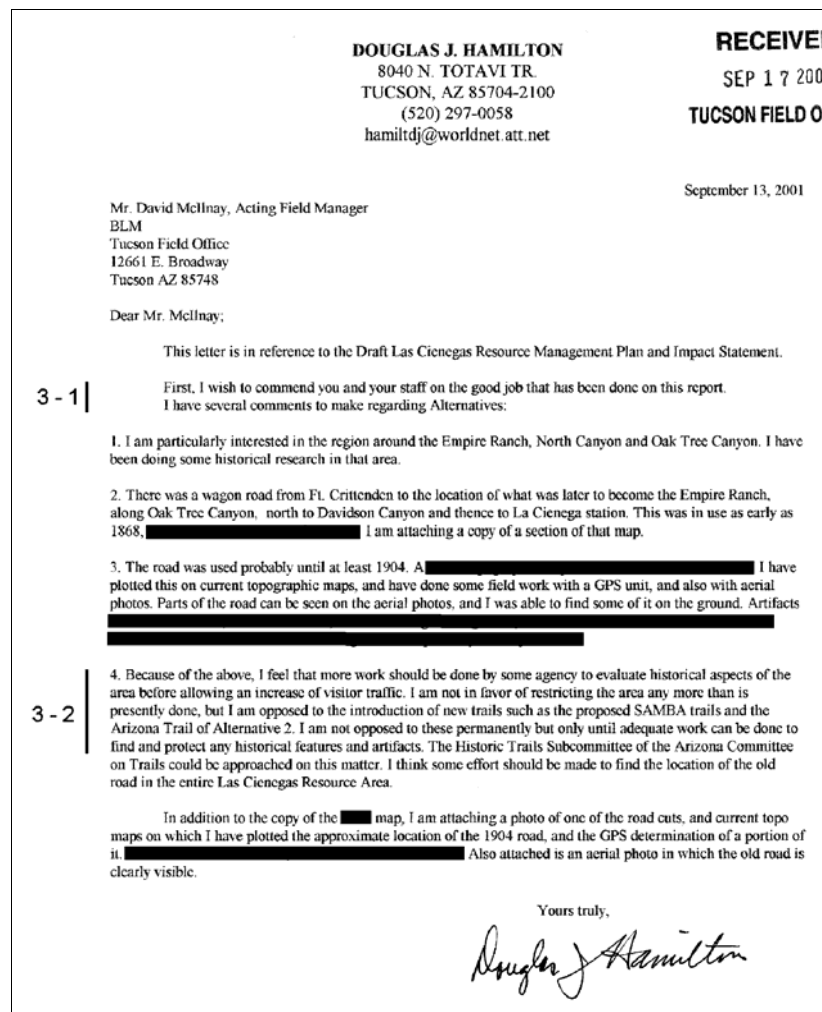 DOUGLAS J. HAMILTON
8040 N. TOTAVI TR.
TUCSON, AZ 85704-2100
(520) 297-0058
hamiltdj@worldnet.att.net
RECEIVE
SEP 17 200
TUCSON FIELD O
September 13, 2001
Mr. David McIlnay, Acting Field Manager
BLM
Tucson Field Office
12661 E. Broadway
Tucson AZ 85748
Dear Mr. McIlnay;
This letter is in reference to the Draft Las Cienegas Resource Management Plan and Impact Statement.
3 - 1
First, I wish to commend you and your staff on the good job that has been done on this report.
I have several comments to make regarding Alternatives:
1. I am particularly interested in the region around the Empire Ranch, North Canyon and Oak Tree Canyon. I have
been doing some historical research in that area.
2. There was a wagon road from Ft. Crittenden to the location of what was later to become the Empire Ranch,
along Oak Tree Canyon, north to Davidson Canyon and thence to La Cienega station. This was in use as early as
1868, I am attaching a copy of a section of that map.
3. The road was used probably until at least 1904. A I have
plotted this on current topographic maps, and have done some field work with a GPS unit, and also with aerial
photos. Parts of the road can be seen on the aerial photos, and I was able to find some of it on the ground. Artifacts
4. Because of the above, I feel that more work should be done by some agency to evaluate historical aspects of the
area before allowing an increase of visitor traffic. I am not in favor of restricting the area any more than is
presently done, but I am opposed to the introduction of new trails such as the proposed SAMBA trails and the
3 - 2
Arizona Trail of Alternative 2. I am not opposed to these permanently but only until adequate work can be done to
find and protect any historical features and artifacts. The Historic Trails Subcommittee of the Arizona Committee
on Trails could be approached on this matter. I think some effort should be made to find the location of the old
road in the entire Las Cienegas Resource Area.
In addition to the copy of the map, I am attaching a photo of one of the road cuts, and current topo
maps on which I have plotted the approximate location of the 1904 road, and the GPS determination of a portion of
it. Also attached is an aerial photo in which the old road is
clearly visible.
Yours truly,
Douglas J Hamilton